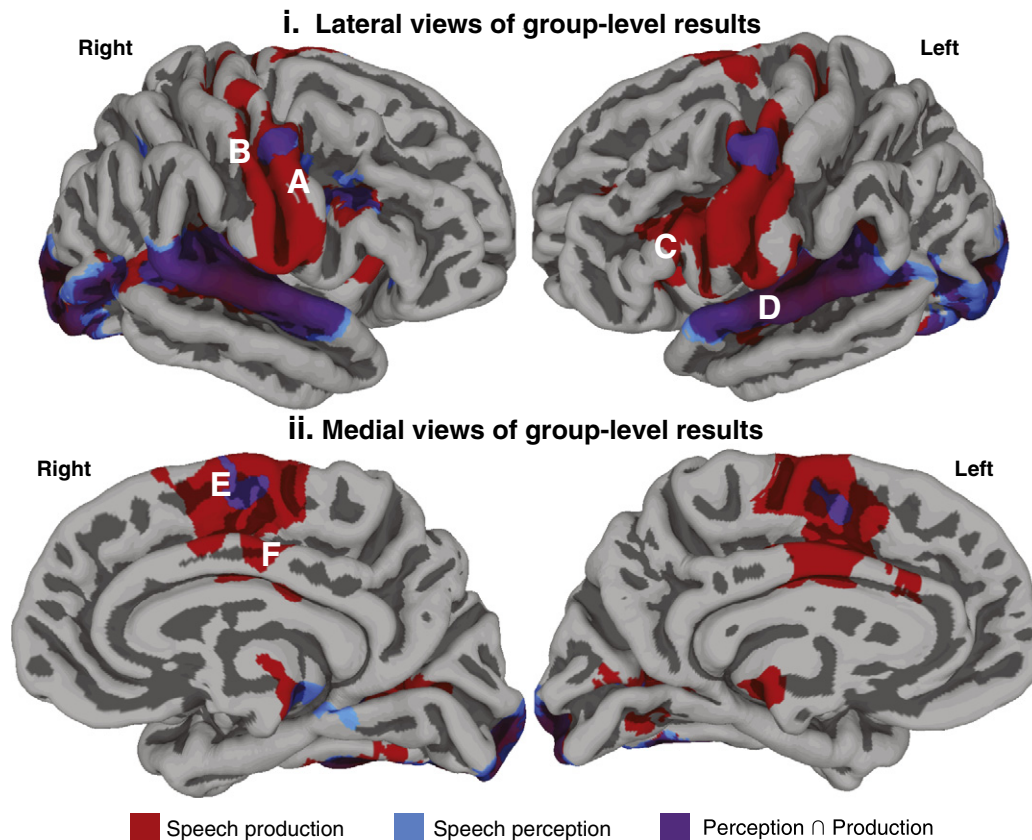 i. Lateral views of group-level results
Right
Left
B
A
C
D
ii. Medial views of group-level results
Right
Left
E
F
Speech production
Speech perception
Perception ∩ Production